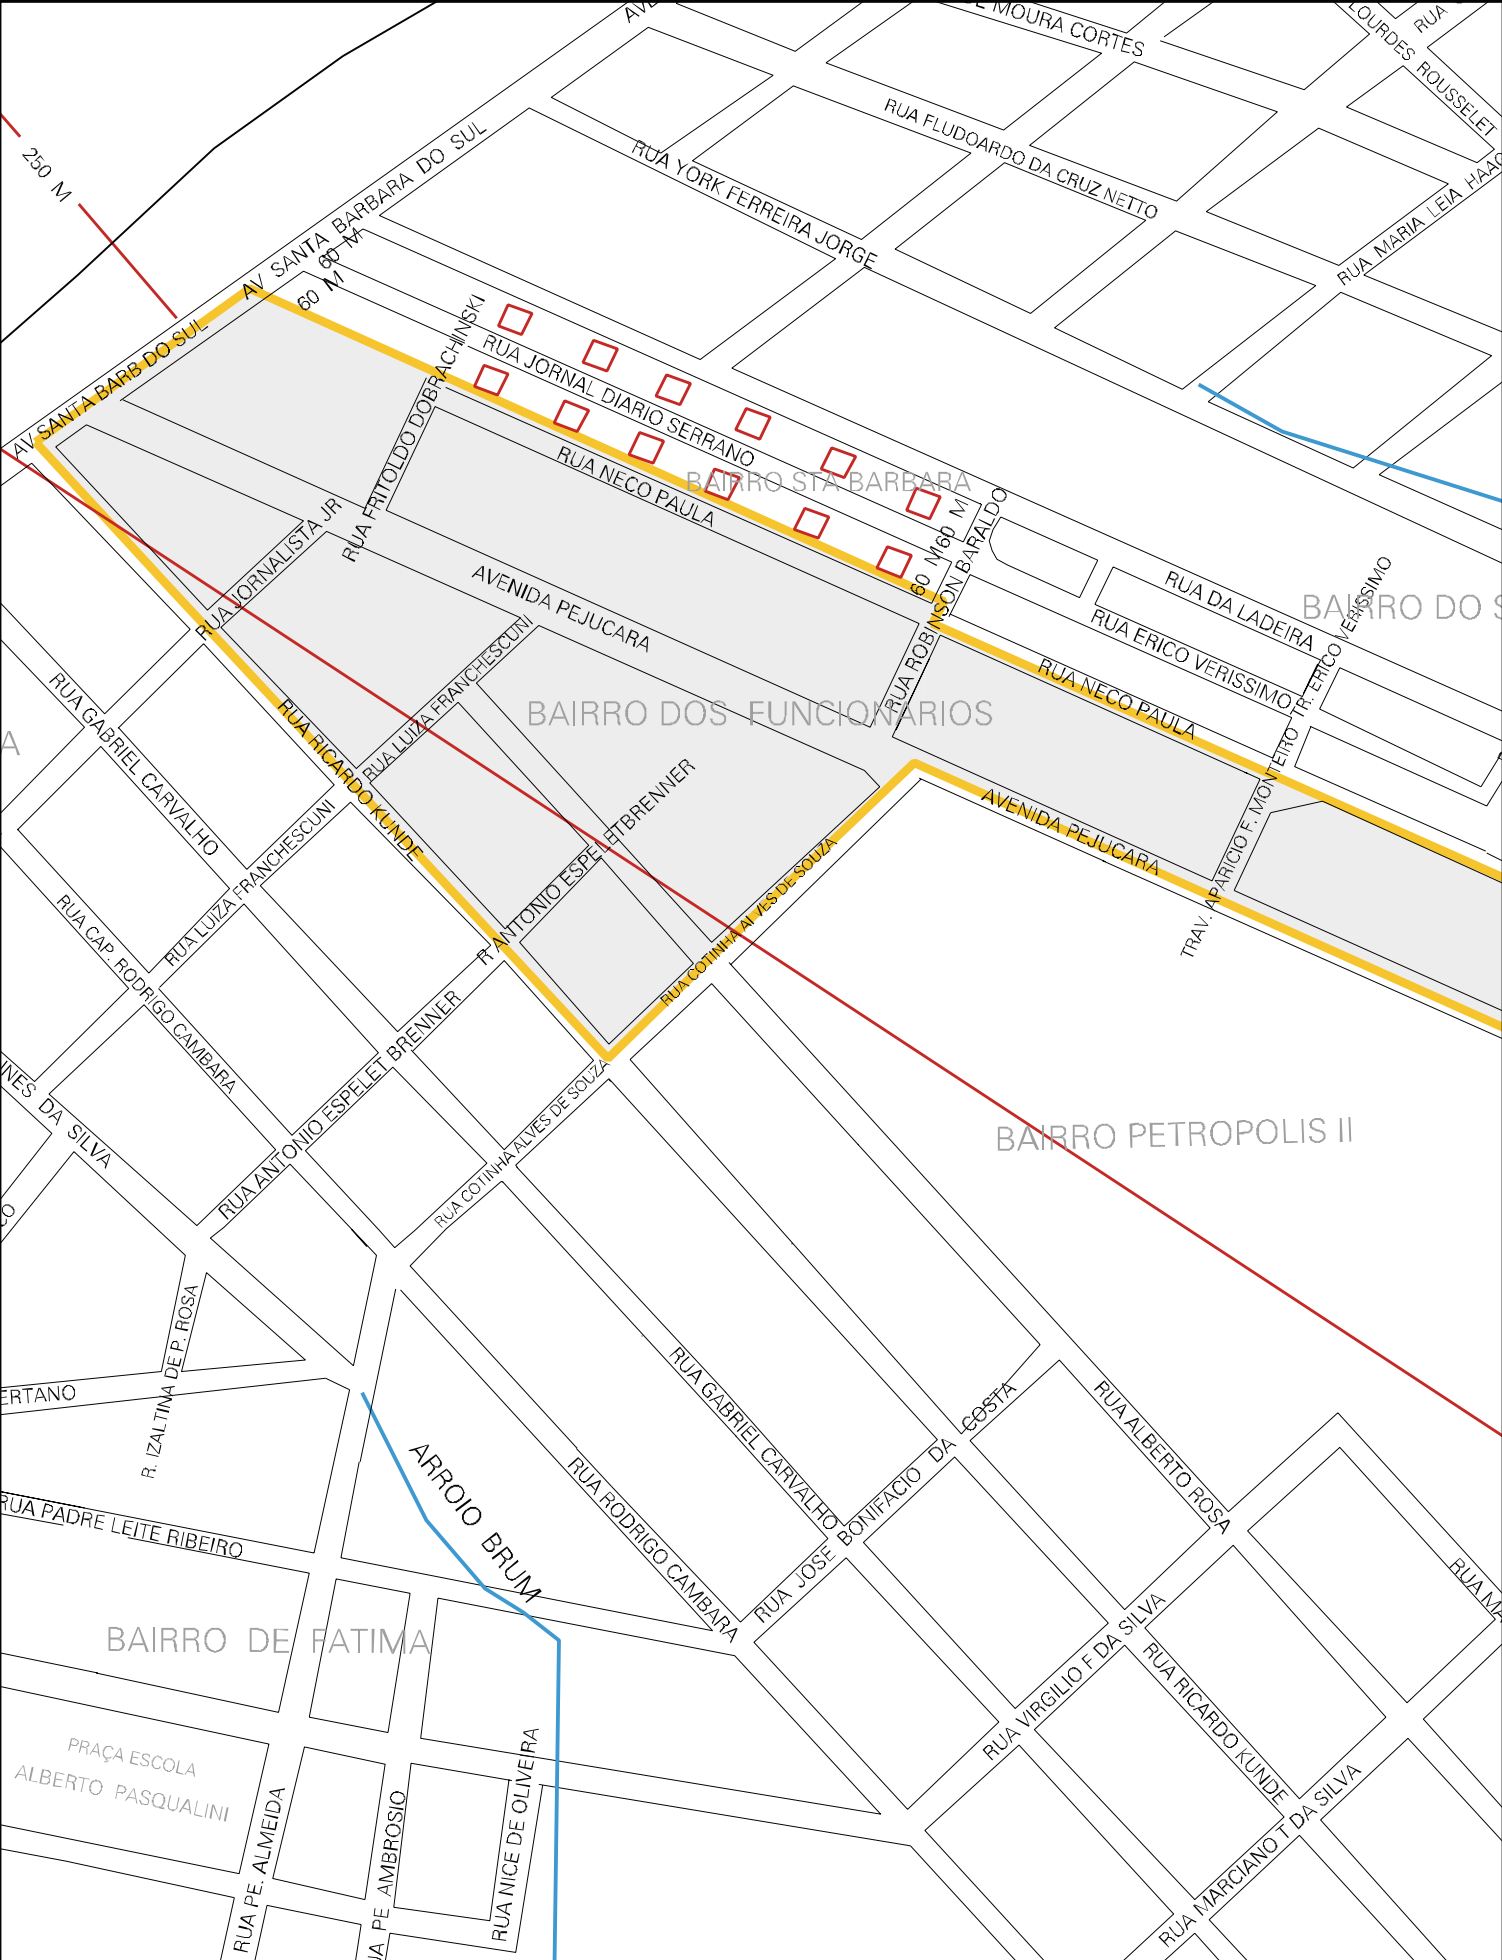 AVE
DE MOURA CORTES
LOURDES ROUSSELET
RUA
RUA FLUDOARDO DA CRUZ NETTO
RUA YORK FERREIRA JORGE
RUA MARIA LEIA HAAG
250 M
AV SANTA BARBARA DO SUL
60 M
60 M
AV SANTA BARB DO SUL
RUA FRITOLDO DOBRACHINSKI
RUA JORNAL DIARIO SERRANO
RUA NECO PAULA
BAIRRO STA BARBARA
60 M
60 M
RUA ROBINSON BARALDO
RUA DA LADEIRA
RUA ERICO VERISSIMO
TR. ERICO VERISSIMO
BAIRRO DO S
RUA JORNALISTA JR
AVENIDA PEJUCARA
RUA LUIZA FRANCHESCUNI
BAIRRO DOS FUNCIONARIOS
RUA NECO PAULA
A
RUA GABRIEL CARVALHO
RUA RICARDO KUNDE
R ANTONIO ESPELETBRENNER
AVENIDA PEJUCARA
TRAV. APARICIO F. MONTEIRO
RUA LUIZA FRANCHESCUNI
RUA COTINHA ALVES DE SOUZA
RUA CAP. RODRIGO CAMBARA
RUA ANTONIO ESPELET BRENNER
RUA COTINHA ALVES DE SOUZA
INES DA SILVA
CO
BAIRRO PETROPOLIS II
R. IZALTINA DE P. ROSA
ERTANO
ARROIO BRUM
RUA GABRIEL CARVALHO
RUA RODRIGO CAMBARA
RUA JOSE BONIFACIO DA COSTA
RUA ALBERTO ROSA
RUA PADRE LEITE RIBEIRO
BAIRRO DE FATIMA
RUA MA
RUA VIRGILIO F DA SILVA
RUA RICARDO KUNDE
RUA MARCIANO T DA SILVA
PRAÇA ESCOLA
ALBERTO PASQUALINI
RUA PE. ALMEIDA
UA PE AMBROSIO
RUA NICE DE OLIVEIRA